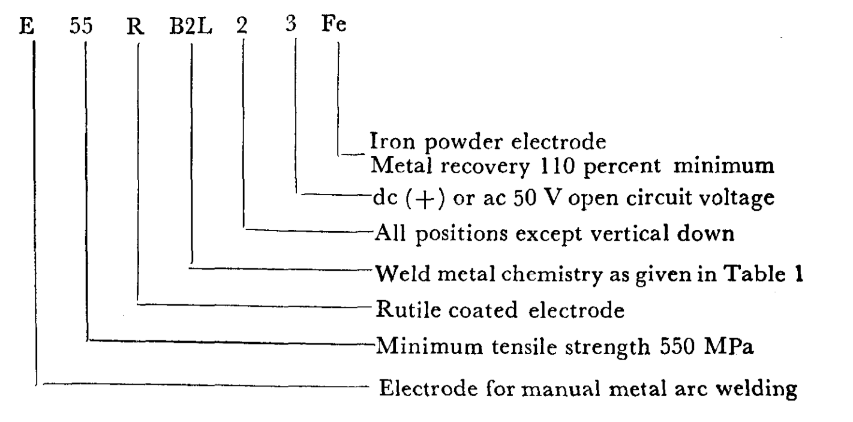 E 55 R B2L 2 3 Fe
Iron powder electrode
Metal recovery 110 percent minimum
dc (+) or ac 50 V open circuit voltage
All positions except vertical down
Weld metal chemistry as given in Table 1
Rutile coated electrode
Minimum tensile strength 550 MPa
Electrode for manual metal arc welding